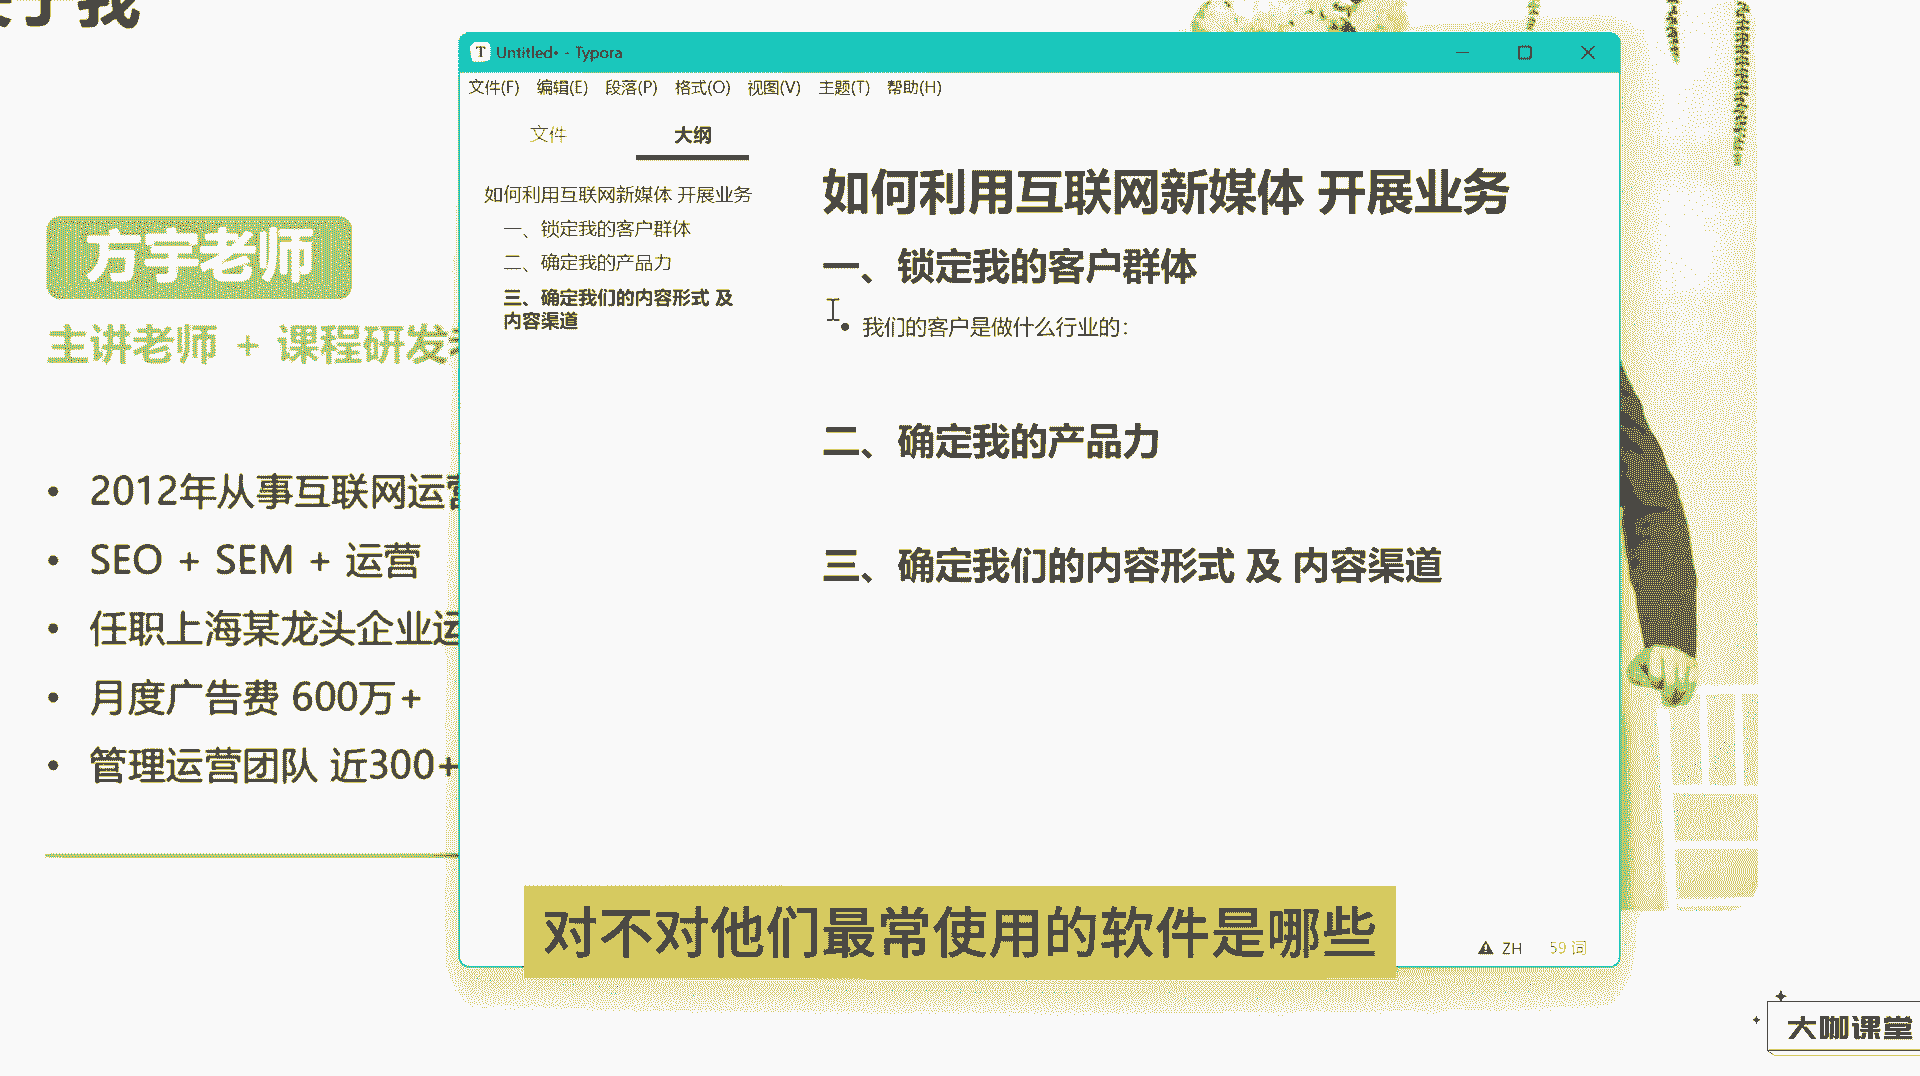 关于我
方宇老师
主讲老师 + 课程研发
• 2012年从事互联网运营
• SEO + SEM + 运营
• 任职上海某龙头企业运
• 月度广告费 600万+
• 管理运营团队 近300+
Untitled• - Typora
文件(F) 编辑(E) 段落(P) 格式(O) 视图(V) 主题(T) 帮助(H)
文件 大纲
如何利用互联网新媒体 开展业务
一、锁定我的客户群体
二、确定我的产品力
三、确定我们的内容形式 及
内容渠道
如何利用互联网新媒体 开展业务
一、锁定我的客户群体
• 我们的客户是做什么行业的：
二、确定我的产品力
三、确定我们的内容形式 及 内容渠道
ZH 59 词
对不对他们最常使用的软件是哪些
大咖课堂